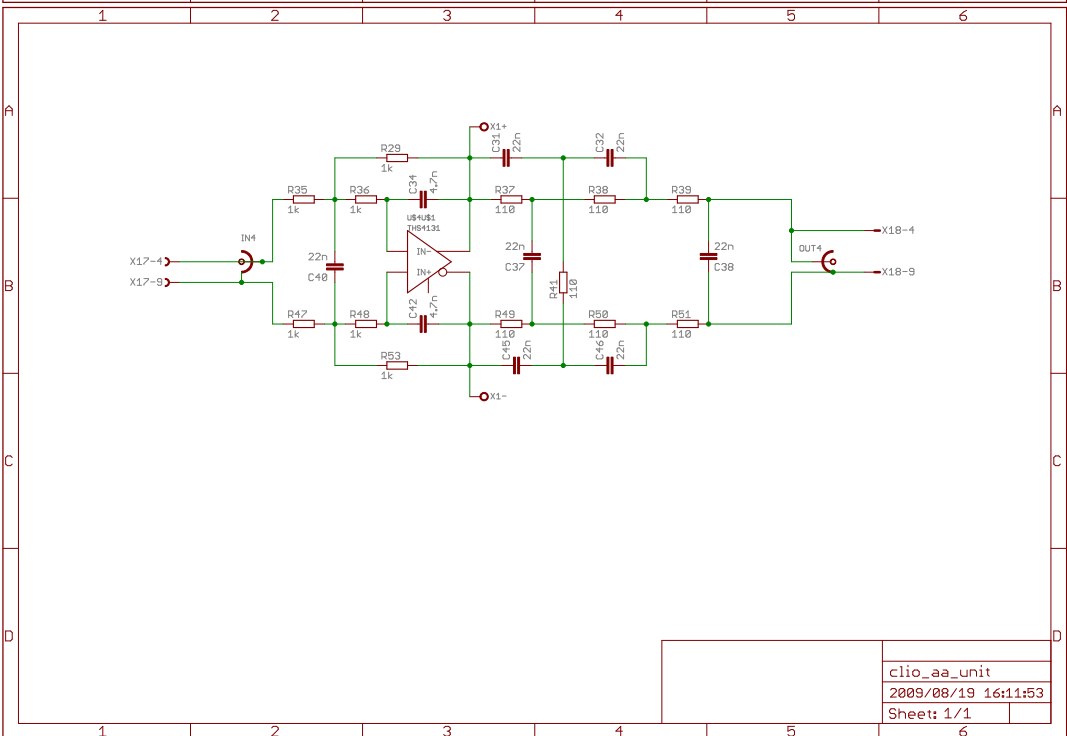 1 2 3 4 5 6
A A
X1+
C31
22n
C32
22n
R29
1k
C34
4.7n
R35
1k
R36
R37
110
R38
110
R39
110
U$4U$1
THS4131
IN4
IN-
IN+
X17-4
X17-9
22n
C40
22n
C37
R41
110
22n
C38
OUT4
X18-4
X18-9
B B
C42
4.7n
R47
1k
R48
1k
R49
110
R50
110
R51
110
R53
1k
C45
22n
C46
22n
X1-
C C
D D
clio_aa_unit
2009/08/19 16:11:53
Sheet: 1/1
1 2 3 4 5 6